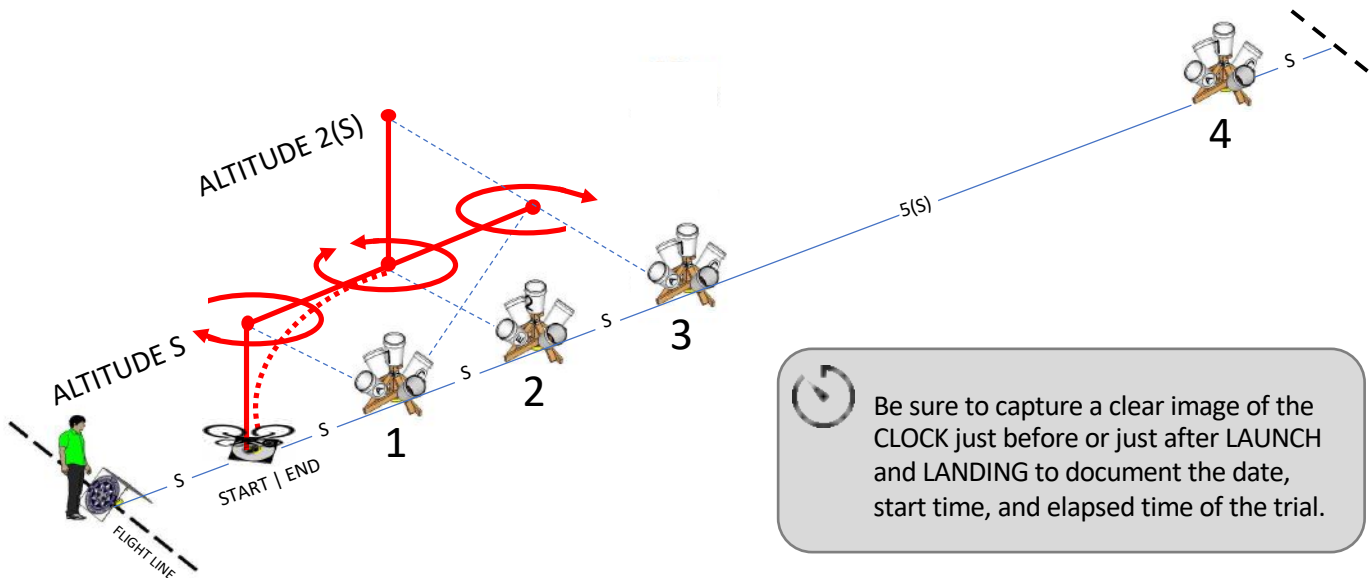 ALTITUDE 2(S)
ALTITUDE S
S
4
5(S)
3
S
2
S
1
S
S
START | END
FLIGHT LINE
Be sure to capture a clear image of the
CLOCK just before or just after LAUNCH
and LANDING to document the date,
start time, and elapsed time of the trial.